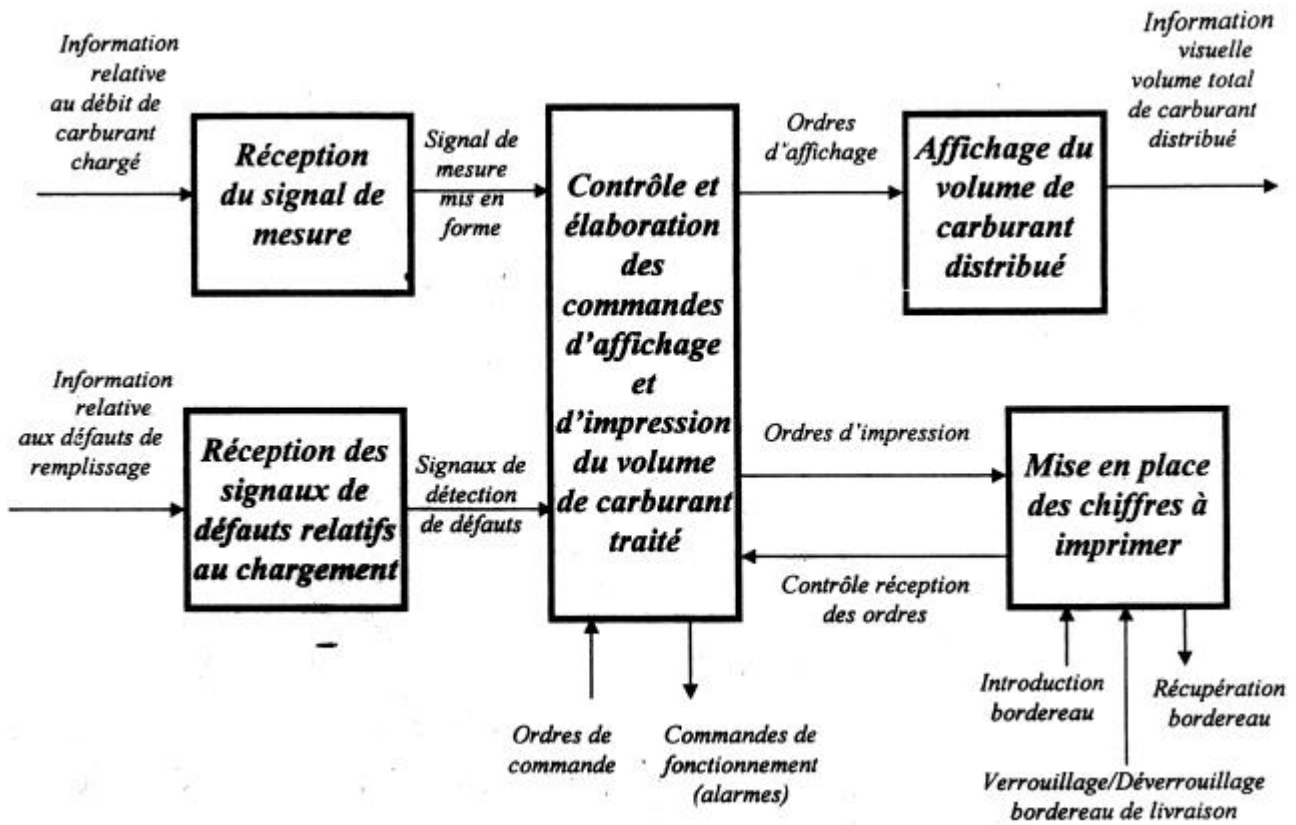 Information
relative
au débit de
carburant
chargé
Réception
du signal de
mesure
Signal de
mesure
mis en
forme
Contrôle et
élaboration
des
commandes
d'affichage
et
d'impression
du volume
de carburant
traité
Ordres
d'affichage
Affichage du
volume de
carburant
distribué
Information
visuelle
volume total
de carburant
distribué
Information
relative
aux défauts de
remplissage
Réception des
signaux de
défauts relatifs
au chargement
Signaux de
détection
de défauts
Ordres d'impression
Mise en place
des chiffres à
imprimer
Contrôle réception
des ordres
Ordres de
commande
Commandes de
fonctionnement
(alarmes)
Introduction
bordereau
Récupération
bordereau
Verrouillage/Déverrouillage
bordereau de livraison